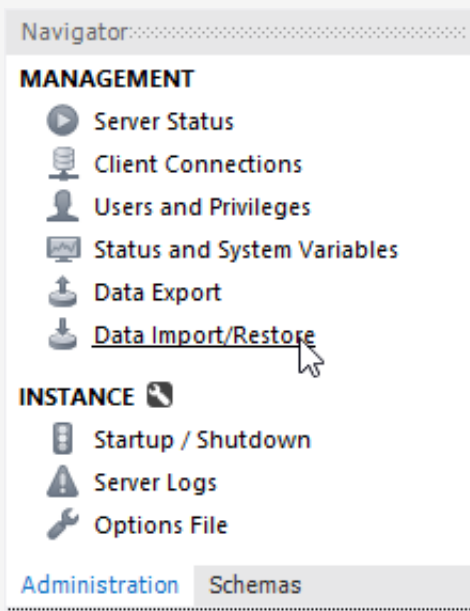 Navigator
MANAGEMENT
Server Status
Client Connections
Users and Privileges
Status and System Variables
Data Export
Data Import/Restore
INSTANCE
Startup / Shutdown
Server Logs
Options File
Administration Schemas